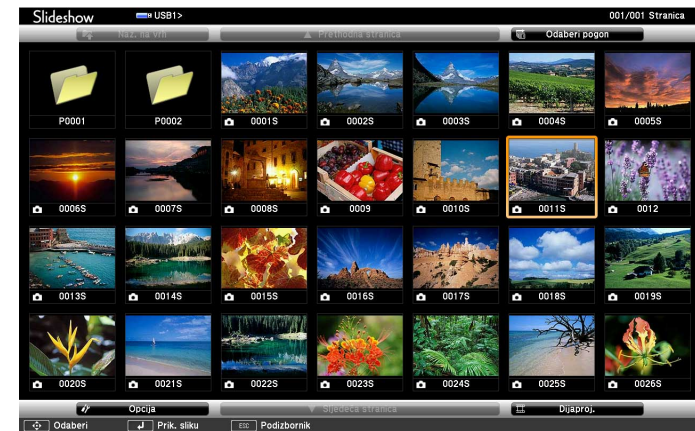 Slideshow USB1> 001/001 Stranica
Naz. na vrh Prethodna stranica Odaberi pogon
P0001 P0002 0001S 0002S 0003S 0004S 0005S
0006S 0007S 0008S 0009 0010S 0011S 0012
0013S 0014S 0015S 0016S 0017S 0018S 0019S
0020S 0021S 0022S 0023S 0024S 0025S 0026S
Opcija Sljedeća stranica Dijaproj.
Odaberi Prik. sliku ESC Podizbornik